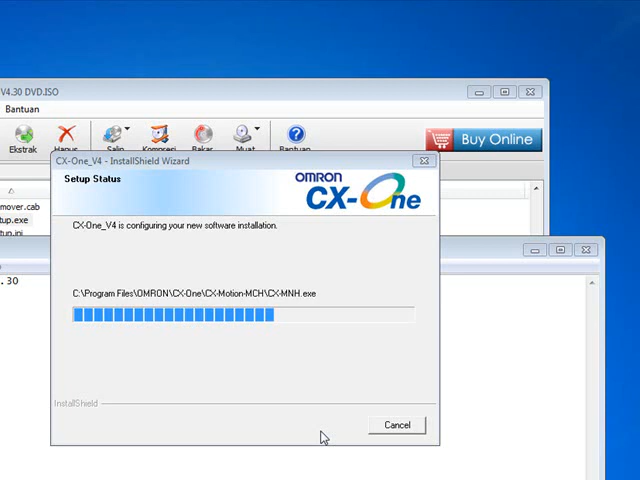 V4.30 DVD.ISO
Bantuan
Ekstrak
Hapus
Salin
Kompresi
Bakar
Muat
Bantuan
Buy Online
CX-One_V4 - InstallShield Wizard
Setup Status
OMRON
CX-One
mover.cab
tup.exe
tup.ini
CX-One_V4 is configuring your new software installation.
.30
C:\Program Files\OMRON\CX-One\CX-Motion-MCH\CX-MNH.exe
InstallShield
Cancel